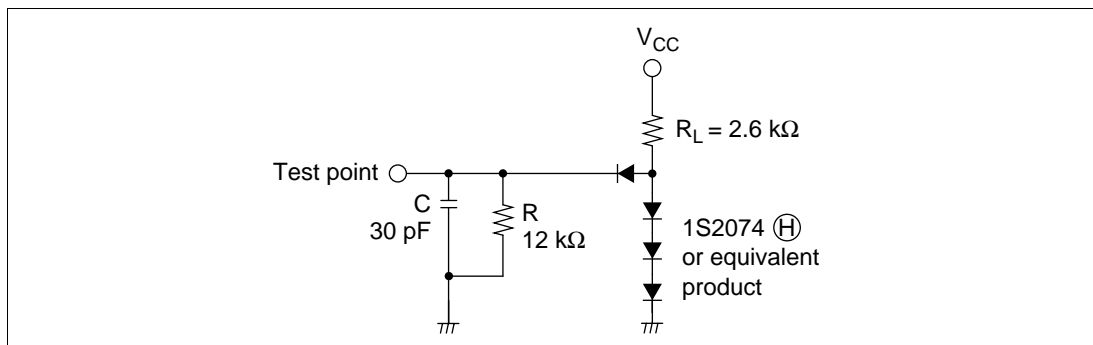 V_CC
R_L = 2.6 kΩ
Test point
C
30 pF
R
12 kΩ
1S2074 Ⓗ
or equivalent
product